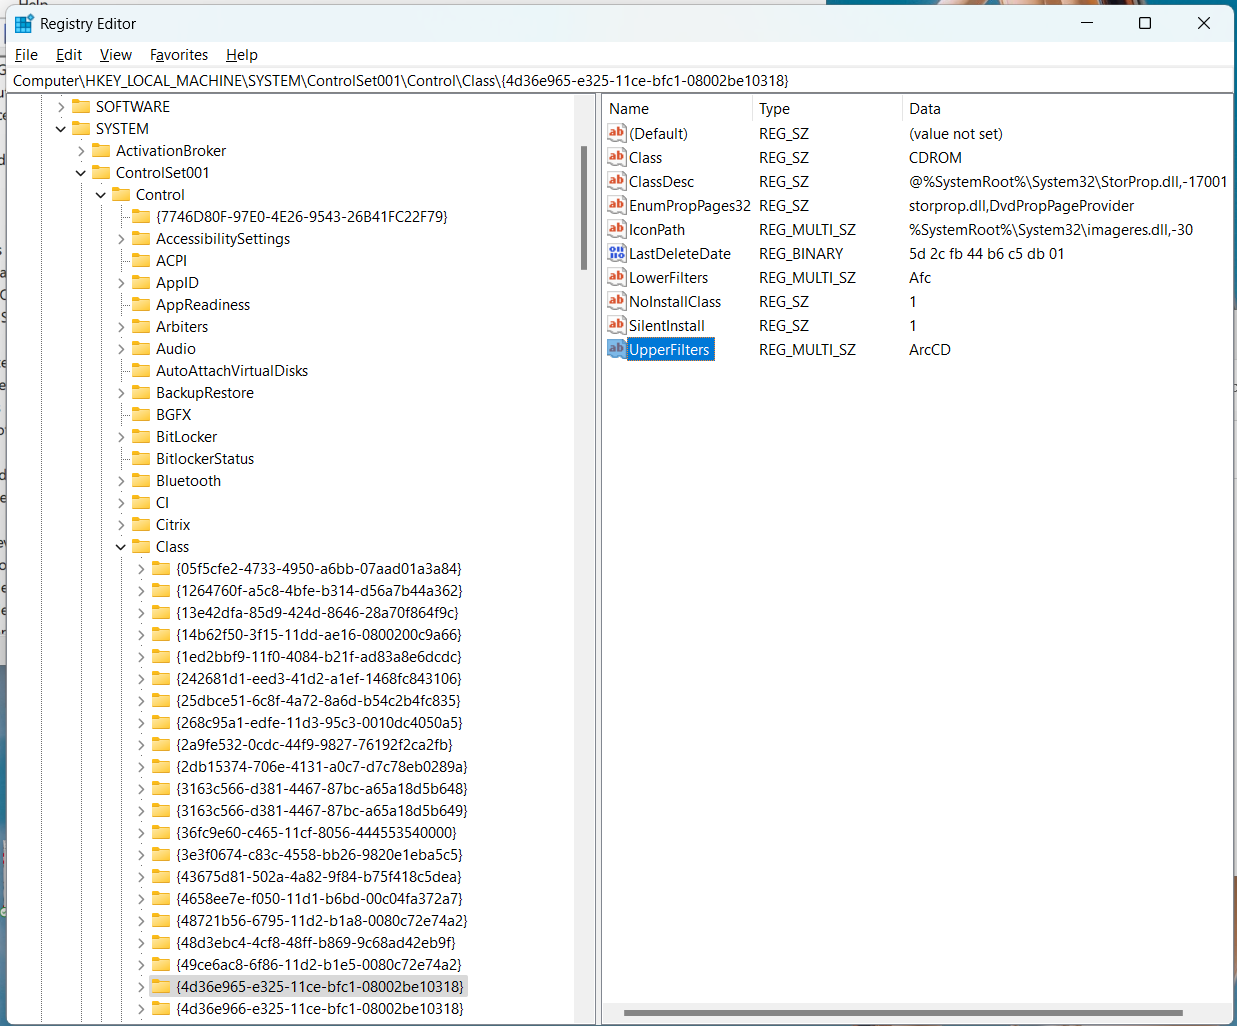 Registry Editor
File Edit View Favorites Help
Computer\HKEY_LOCAL_MACHINE\SYSTEM\ControlSet001\Control\Class\{4d36e965-e325-11ce-bfc1-08002be10318}
SOFTWARE
SYSTEM
ActivationBroker
ControlSet001
Control
{7746D80F-97E0-4E26-9543-26B41FC22F79}
AccessibilitySettings
ACPI
AppID
AppReadiness
Arbiters
Audio
AutoAttachVirtualDisks
BackupRestore
BGFX
BitLocker
BitlockerStatus
Bluetooth
CI
Citrix
Class
{05f5cfe2-4733-4950-a6bb-07aad01a3a84}
{1264760f-a5c8-4bfe-b314-d56a7b44a362}
{13e42dfa-85d9-424d-8646-28a70f864f9c}
{14b62f50-3f15-11dd-ae16-0800200c9a66}
{1ed2bbf9-11f0-4084-b21f-ad83a8e6dcdc}
{242681d1-eed3-41d2-a1ef-1468fc843106}
{25dbce51-6c8f-4a72-8a6d-b54c2b4fc835}
{268c95a1-edfe-11d3-95c3-0010dc4050a5}
{2a9fe532-0cdc-44f9-9827-76192f2ca2fb}
{2db15374-706e-4131-a0c7-d7c78eb0289a}
{3163c566-d381-4467-87bc-a65a18d5b648}
{3163c566-d381-4467-87bc-a65a18d5b649}
{36fc9e60-c465-11cf-8056-444553540000}
{3e3f0674-c83c-4558-bb26-9820e1eba5c5}
{43675d81-502a-4a82-9f84-b75f418c5dea}
{4658ee7e-f050-11d1-b6bd-00c04fa372a7}
{48721b56-6795-11d2-b1a8-0080c72e74a2}
{48d3ebc4-4cf8-48ff-b869-9c68ad42eb9f}
{49ce6ac8-6f86-11d2-b1e5-0080c72e74a2}
{4d36e965-e325-11ce-bfc1-08002be10318}
{4d36e966-e325-11ce-bfc1-08002be10318}
Name Type Data
(Default) REG_SZ (value not set)
Class REG_SZ CDROM
ClassDesc REG_SZ @%SystemRoot%\System32\StorProp.dll,-17001
EnumPropPages32 REG_SZ storprop.dll,DvdPropPageProvider
IconPath REG_MULTI_SZ %SystemRoot%\System32\imageres.dll,-30
LastDeleteDate REG_BINARY 5d 2c fb 44 b6 c5 db 01
LowerFilters REG_MULTI_SZ Afc
NoInstallClass REG_SZ 1
SilentInstall REG_SZ 1
UpperFilters REG_MULTI_SZ ArcCD